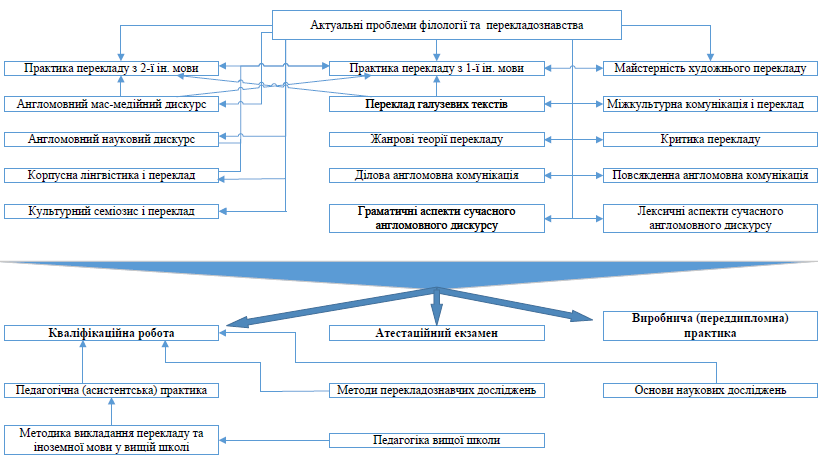 Актуальні проблеми філології та перекладознавства
Практика перекладу з 2-ї ін. мови
Практика перекладу з 1-ї ін. мови
Майстерність художнього перекладу
Англомовний мас-медійний дискурс
Переклад галузевих текстів
Міжкультурна комунікація і переклад
Англомовний науковий дискурс
Жанрові теорії перекладу
Критика перекладу
Корпусна лінгвістика і переклад
Ділова англомовна комунікація
Повсякденна англомовна комунікація
Культурний семіозис і переклад
Граматичні аспекти сучасного
англомовного дискурсу
Лексичні аспекти сучасного
англомовного дискурсу
Кваліфікаційна робота
Атестаційний екзамен
Виробнича (переддипломна)
практика
Педагогічна (асистентська) практика
Методи перекладознавчих досліджень
Основи наукових досліджень
Методика викладання перекладу та
іноземної мови у вищій школі
Педагогіка вищої школи